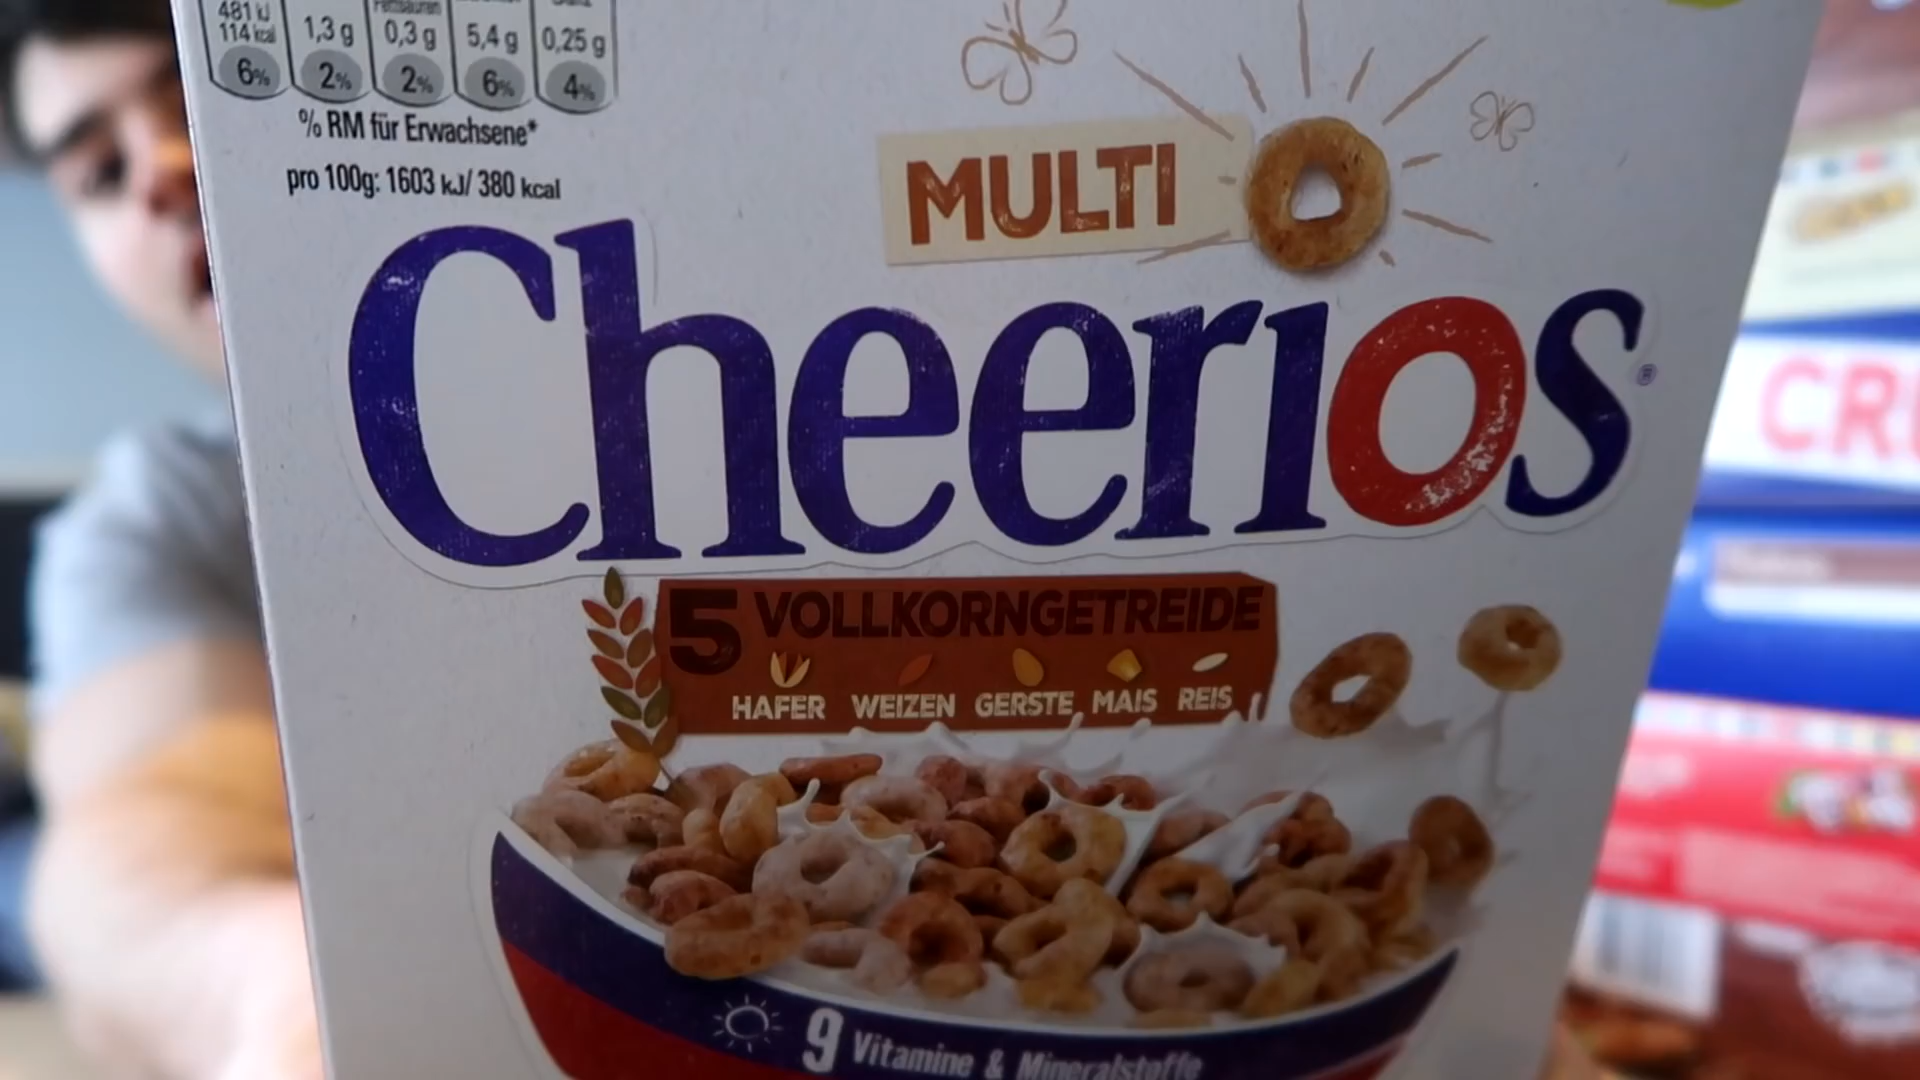 481 kJ
114 kcal
1,3 g
0,3 g
5,4 g
0,25 g
6%
2%
2%
6%
4%
% RM für Erwachsene*
pro 100g: 1603 kJ/ 380 kcal
MULTI
Cheerios®
5 VOLLKORNGETREIDE
HAFER WEIZEN GERSTE MAIS REIS
9 Vitamine & Mineralstoffe